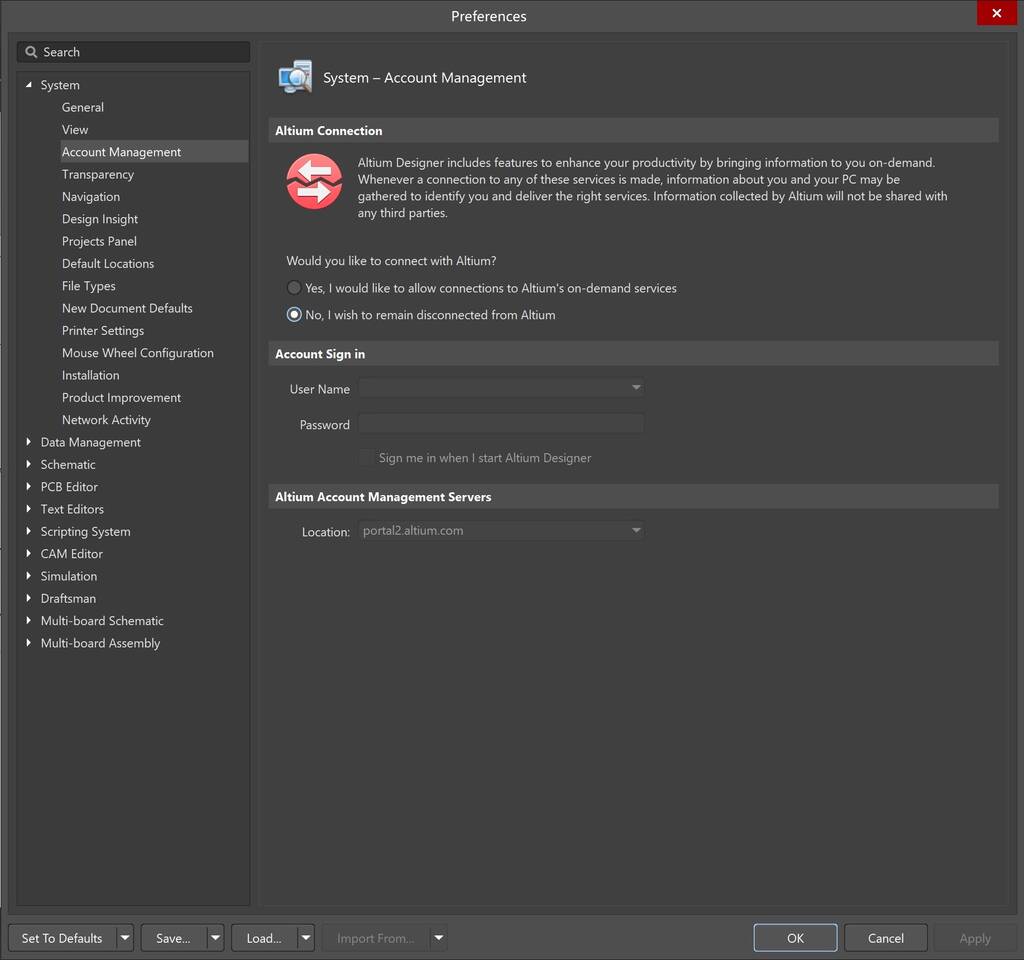 Preferences
Search
System
General
View
Account Management
Transparency
Navigation
Design Insight
Projects Panel
Default Locations
File Types
New Document Defaults
Printer Settings
Mouse Wheel Configuration
Installation
Product Improvement
Network Activity
Data Management
Schematic
PCB Editor
Text Editors
Scripting System
CAM Editor
Simulation
Draftsman
Multi-board Schematic
Multi-board Assembly
System – Account Management
Altium Connection
Altium Designer includes features to enhance your productivity by bringing information to you on-demand.
Whenever a connection to any of these services is made, information about you and your PC may be
gathered to identify you and deliver the right services. Information collected by Altium will not be shared with
any third parties.
Would you like to connect with Altium?
Yes, I would like to allow connections to Altium's on-demand services
No, I wish to remain disconnected from Altium
Account Sign in
User Name
Password
Sign me in when I start Altium Designer
Altium Account Management Servers
Location: portal2.altium.com
Set To Defaults Save... Load... Import From... OK Cancel Apply